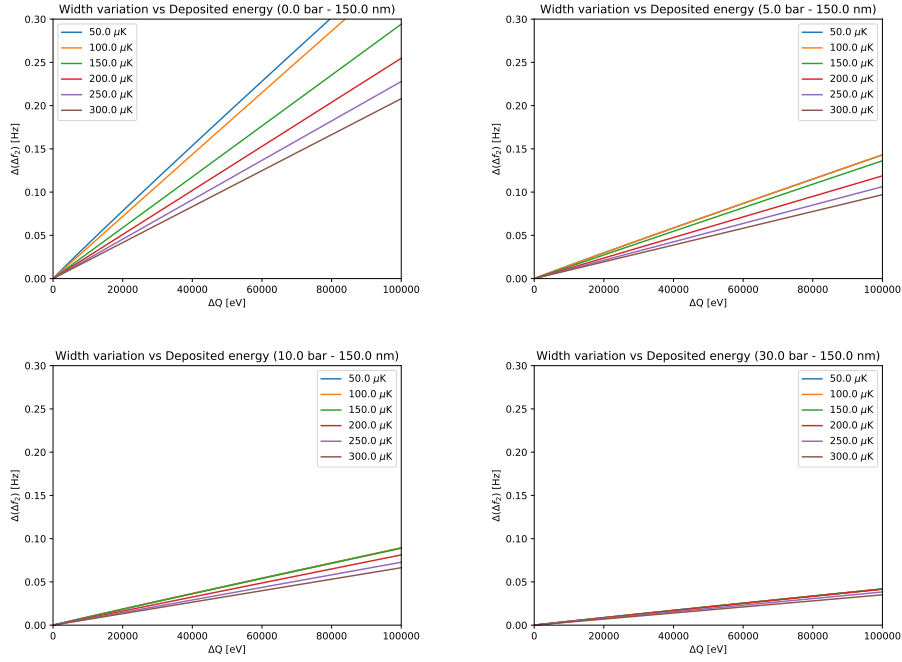 Width variation vs Deposited energy (0.0 bar - 150.0 nm)
0.30
0.25
0.20
0.15
0.10
0.05
0.00
Δ(Δf₂) [Hz]
50.0 μK
100.0 μK
150.0 μK
200.0 μK
250.0 μK
300.0 μK
0 20000 40000 60000 80000 100000
ΔQ [eV]
Width variation vs Deposited energy (5.0 bar - 150.0 nm)
0.30
0.25
0.20
0.15
0.10
0.05
0.00
Δ(Δf₂) [Hz]
50.0 μK
100.0 μK
150.0 μK
200.0 μK
250.0 μK
300.0 μK
0 20000 40000 60000 80000 100000
ΔQ [eV]
Width variation vs Deposited energy (10.0 bar - 150.0 nm)
0.30
0.25
0.20
0.15
0.10
0.05
0.00
Δ(Δf₂) [Hz]
50.0 μK
100.0 μK
150.0 μK
200.0 μK
250.0 μK
300.0 μK
0 20000 40000 60000 80000 100000
ΔQ [eV]
Width variation vs Deposited energy (30.0 bar - 150.0 nm)
0.30
0.25
0.20
0.15
0.10
0.05
0.00
Δ(Δf₂) [Hz]
50.0 μK
100.0 μK
150.0 μK
200.0 μK
250.0 μK
300.0 μK
0 20000 40000 60000 80000 100000
ΔQ [eV]